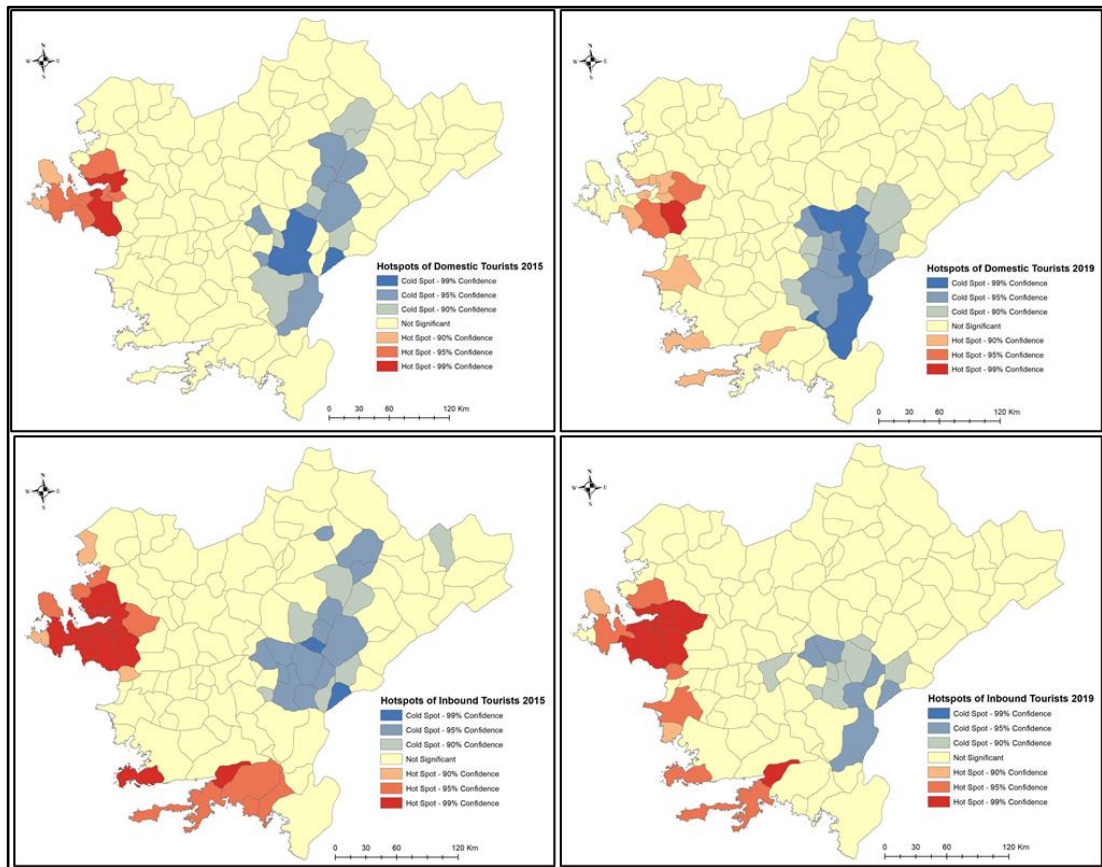 N
W E
S
Hotspots of Domestic Tourists 2015
Cold Spot - 99% Confidence
Cold Spot - 95% Confidence
Cold Spot - 90% Confidence
Not Significant
Hot Spot - 90% Confidence
Hot Spot - 95% Confidence
Hot Spot - 99% Confidence
0 30 60 120 Km
N
W E
S
Hotspots of Domestic Tourists 2019
Cold Spot - 99% Confidence
Cold Spot - 95% Confidence
Cold Spot - 90% Confidence
Not Significant
Hot Spot - 90% Confidence
Hot Spot - 95% Confidence
Hot Spot - 99% Confidence
0 30 60 120 Km
N
W E
S
Hotspots of Inbound Tourists 2015
Cold Spot - 99% Confidence
Cold Spot - 95% Confidence
Cold Spot - 90% Confidence
Not Significant
Hot Spot - 90% Confidence
Hot Spot - 95% Confidence
Hot Spot - 99% Confidence
0 30 60 120 Km
N
W E
S
Hotspots of Inbound Tourists 2019
Cold Spot - 99% Confidence
Cold Spot - 95% Confidence
Cold Spot - 90% Confidence
Not Significant
Hot Spot - 90% Confidence
Hot Spot - 95% Confidence
Hot Spot - 99% Confidence
0 30 60 120 Km